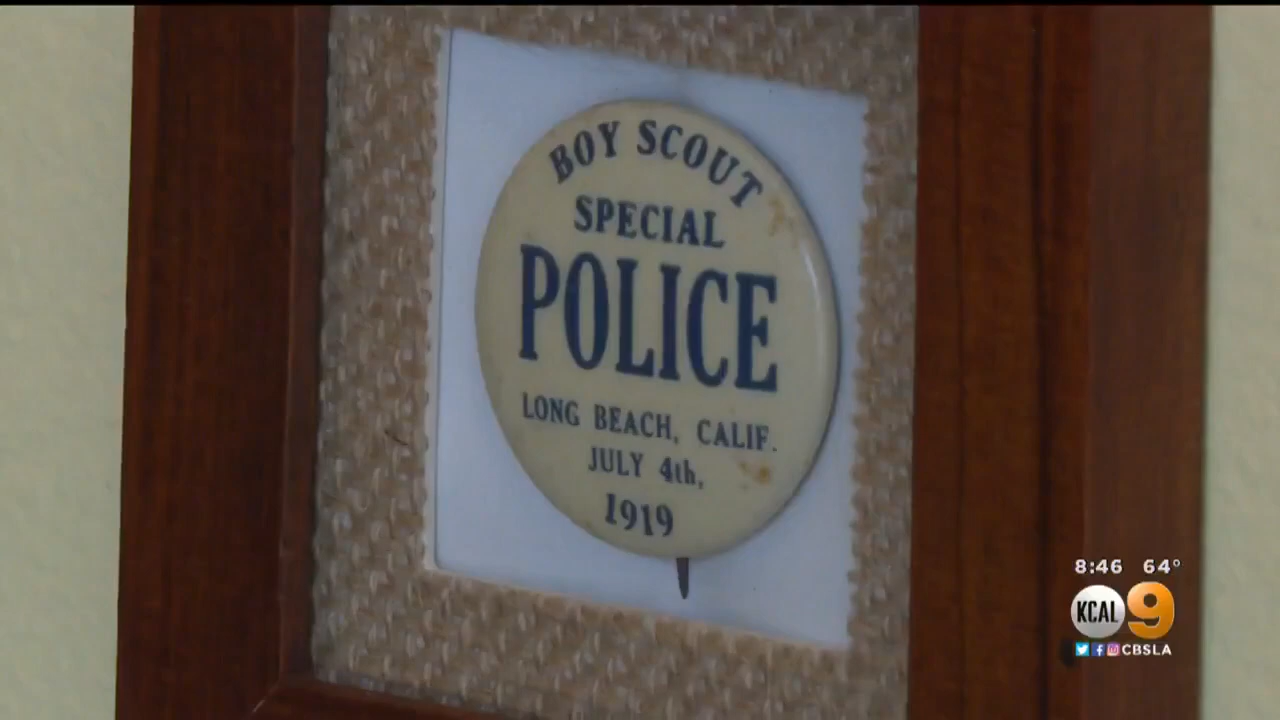 BOY SCOUT
SPECIAL
POLICE
LONG BEACH, CALIF.
JULY 4th,
1919
8:46 64°
KCAL 9
CBSLA